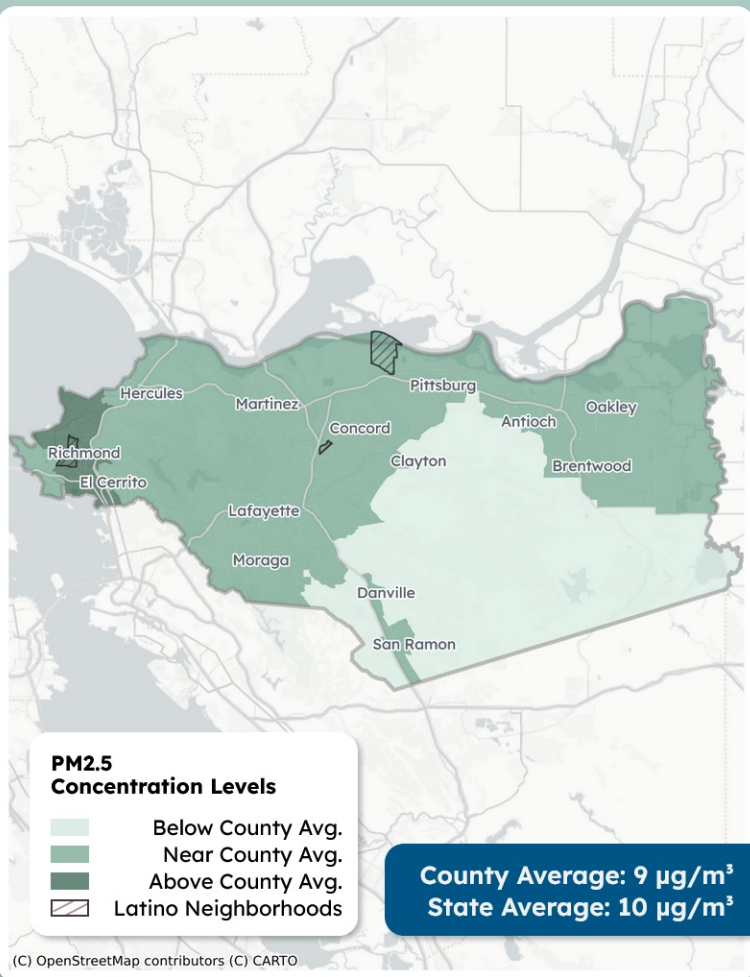 Hercules
Martinez
Pittsburg
Oakley
Antioch
Concord
Richmond
Clayton
Brentwood
El Cerrito
Lafayette
Moraga
Danville
San Ramon
PM2.5
Concentration Levels
Below County Avg.
Near County Avg.
Above County Avg.
Latino Neighborhoods
County Average: 9 µg/m³
State Average: 10 µg/m³
(C) OpenStreetMap contributors (C) CARTO